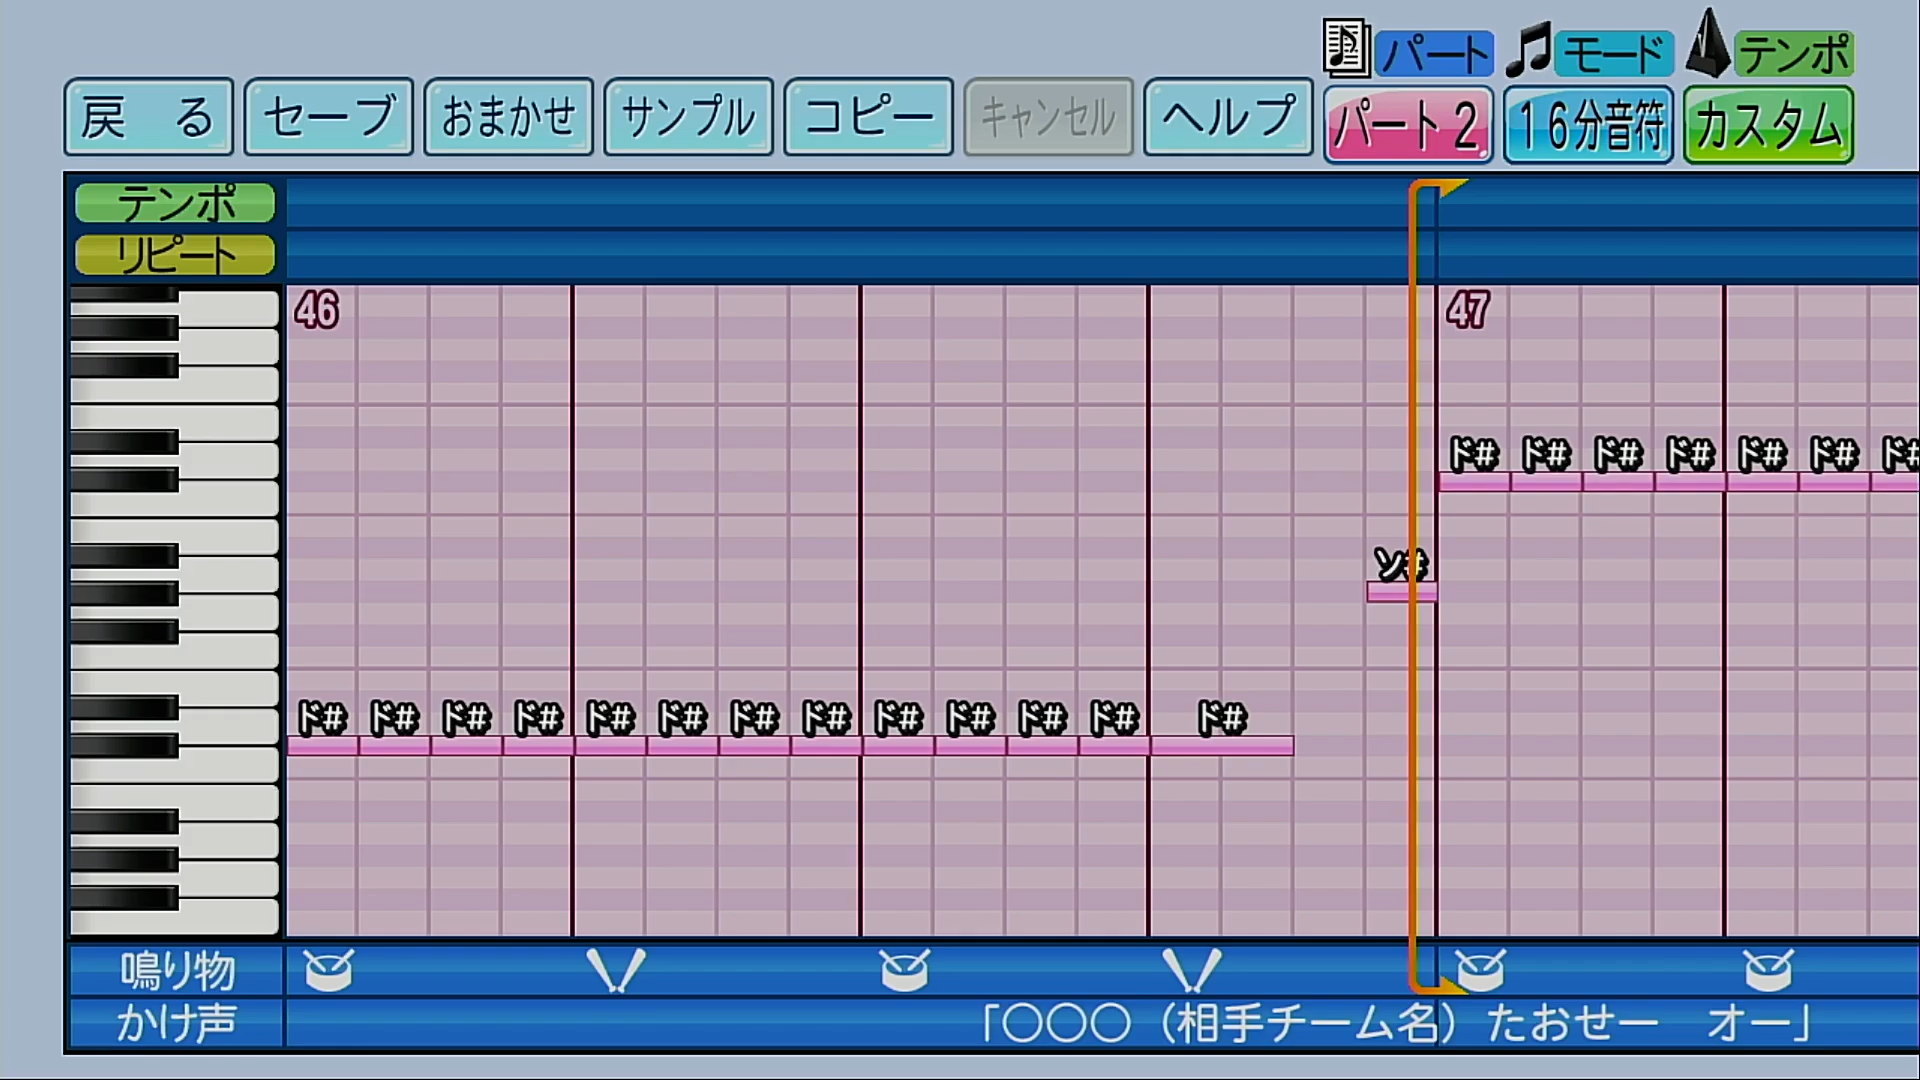 パート モード テンポ
戻 る セーブ おまかせ サンプル コピー キャンセル ヘルプ パート2 16分音符 カスタム
テンポ
リピート
46 47
ド# ド# ド# ド# ド# ド# ド#
ソ#
ド# ド# ド# ド# ド# ド# ド# ド# ド# ド# ド# ド# ド#
鳴り物
かけ声 「○○○(相手チーム名)たおせー オー」